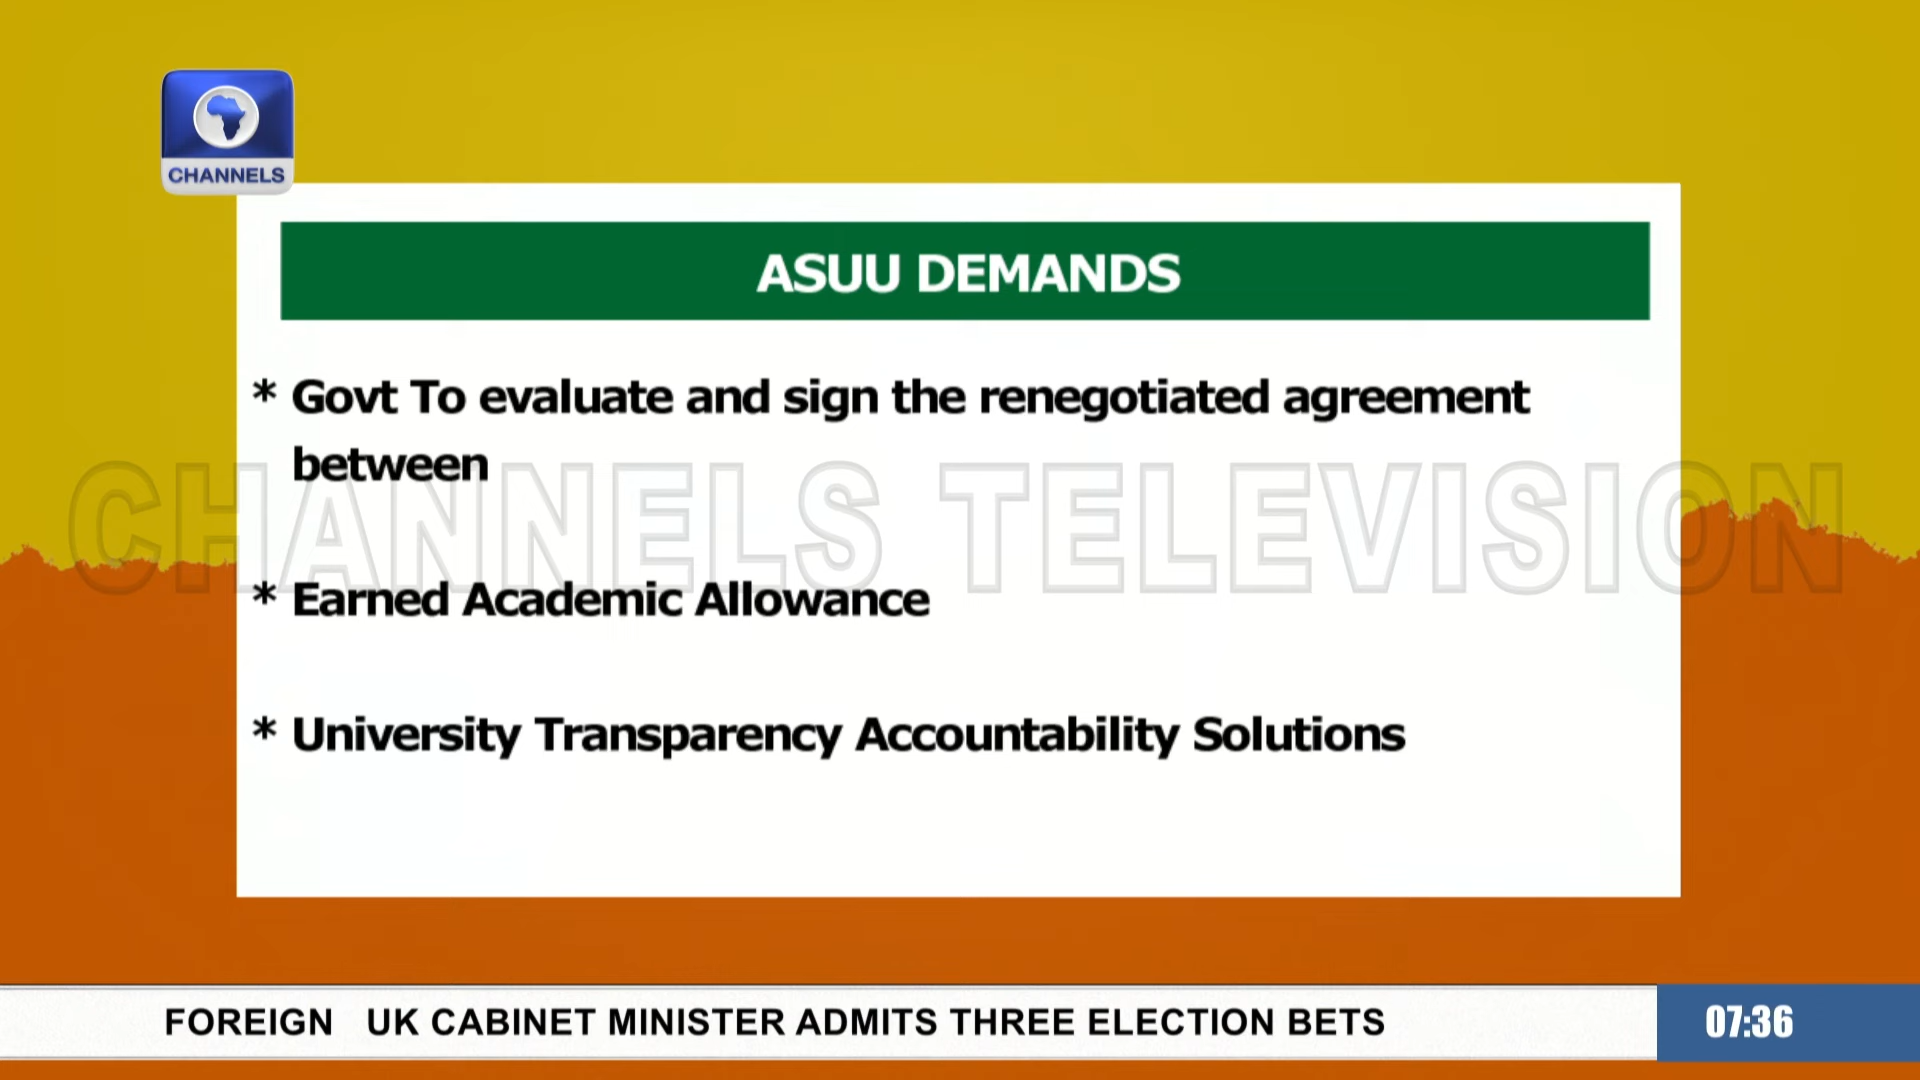 CHANNELS
ASUU DEMANDS
* Govt To evaluate and sign the renegotiated agreement
between
CHANNELS TELEVISION
* Earned Academic Allowance
* University Transparency Accountability Solutions
FOREIGN UK CABINET MINISTER ADMITS THREE ELECTION BETS
07:36